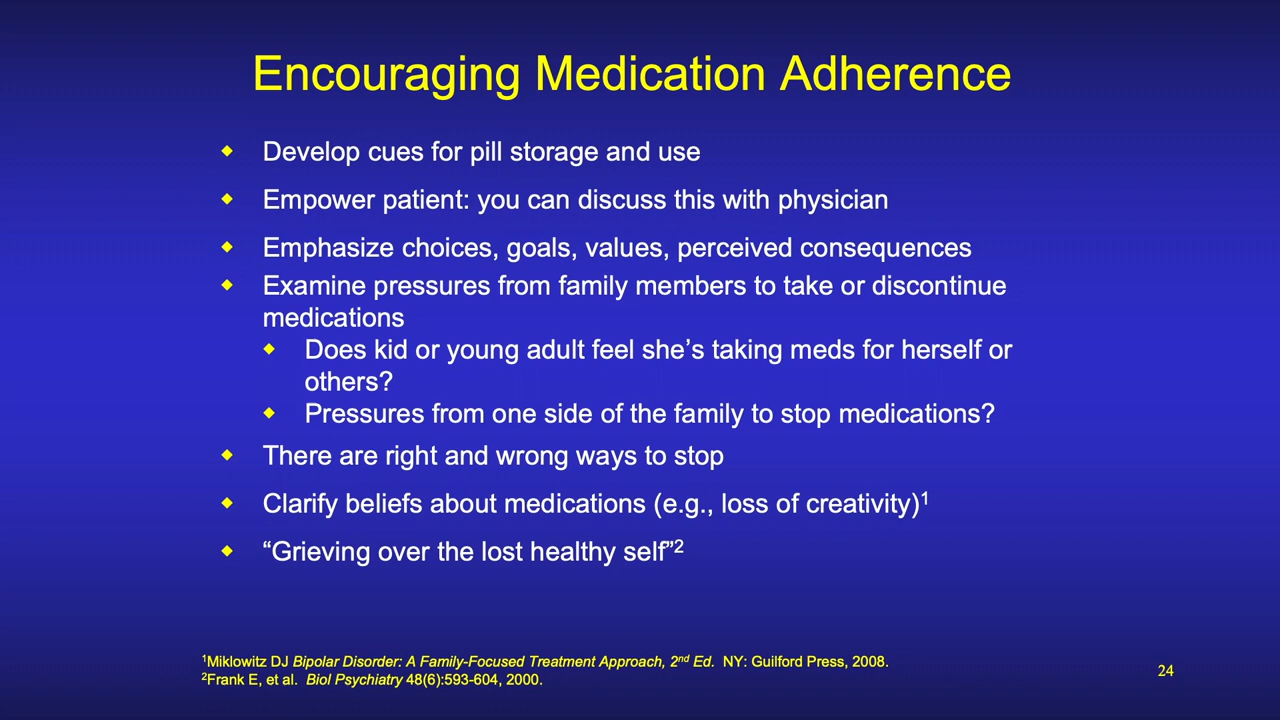 Encouraging Medication Adherence
◆ Develop cues for pill storage and use
◆ Empower patient: you can discuss this with physician
◆ Emphasize choices, goals, values, perceived consequences
◆ Examine pressures from family members to take or discontinue
medications
◆ Does kid or young adult feel she’s taking meds for herself or
others?
◆ Pressures from one side of the family to stop medications?
◆ There are right and wrong ways to stop
◆ Clarify beliefs about medications (e.g., loss of creativity)¹
◆ “Grieving over the lost healthy self”²
¹Miklowitz DJ Bipolar Disorder: A Family-Focused Treatment Approach, 2nd Ed. NY: Guilford Press, 2008.
²Frank E, et al. Biol Psychiatry 48(6):593-604, 2000.
24